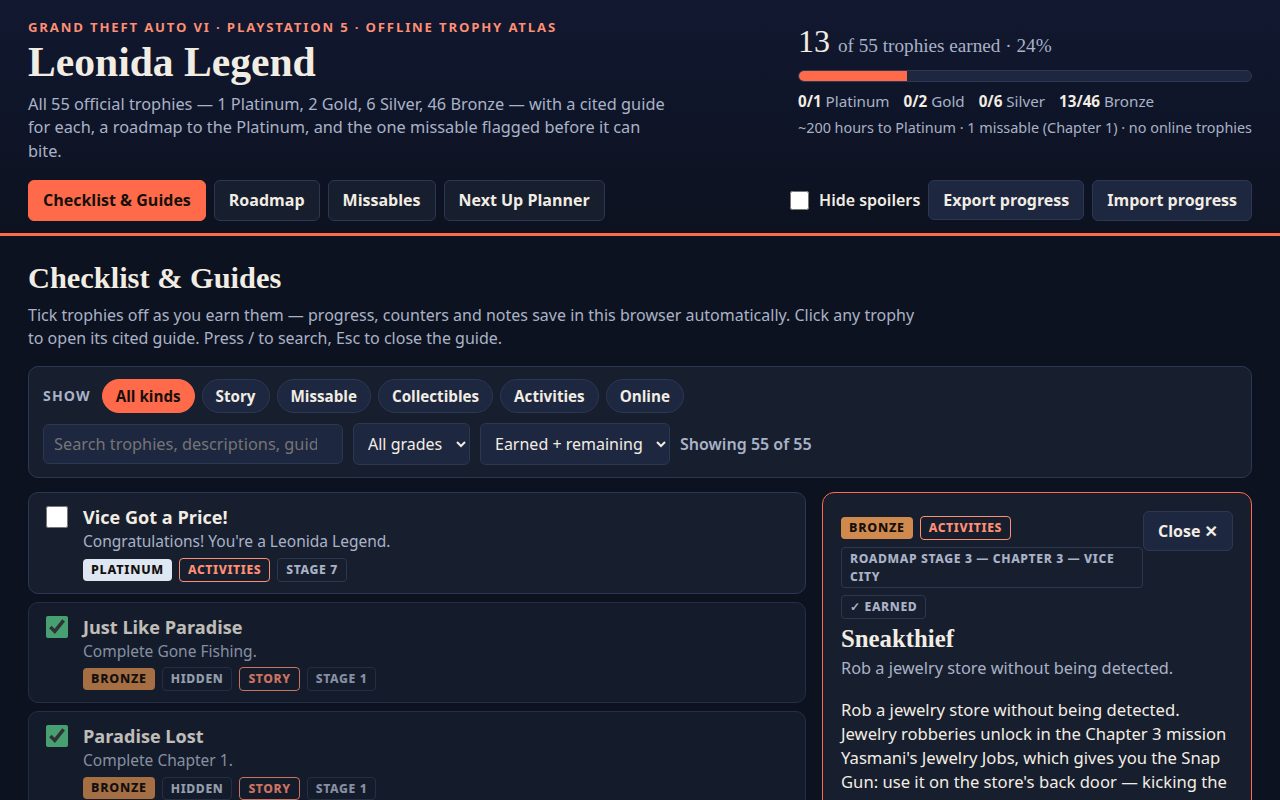 GRAND THEFT AUTO VI · PLAYSTATION 5 · OFFLINE TROPHY ATLAS
Leonida Legend
All 55 official trophies — 1 Platinum, 2 Gold, 6 Silver, 46 Bronze — with a cited guide
for each, a roadmap to the Platinum, and the one missable flagged before it can
bite.
13 of 55 trophies earned · 24%
0/1 Platinum 0/2 Gold 0/6 Silver 13/46 Bronze
~200 hours to Platinum · 1 missable (Chapter 1) · no online trophies
Checklist & Guides Roadmap Missables Next Up Planner
Hide spoilers Export progress Import progress
Checklist & Guides
Tick trophies off as you earn them — progress, counters and notes save in this browser automatically. Click any trophy
to open its cited guide. Press / to search, Esc to close the guide.
SHOW All kinds Story Missable Collectibles Activities Online
Search trophies, descriptions, guid All grades Earned + remaining Showing 55 of 55
Vice Got a Price!
Congratulations! You're a Leonida Legend.
PLATINUM ACTIVITIES STAGE 7
Just Like Paradise
Complete Gone Fishing.
BRONZE HIDDEN STORY STAGE 1
Paradise Lost
Complete Chapter 1.
BRONZE HIDDEN STORY STAGE 1
BRONZE ACTIVITIES Close ✕
ROADMAP STAGE 3 — CHAPTER 3 — VICE
CITY
✓ EARNED
Sneakthief
Rob a jewelry store without being detected.
Rob a jewelry store without being detected.
Jewelry robberies unlock in the Chapter 3 mission
Yasmani's Jewelry Jobs, which gives you the Snap
Gun: use it on the store's back door — kicking the